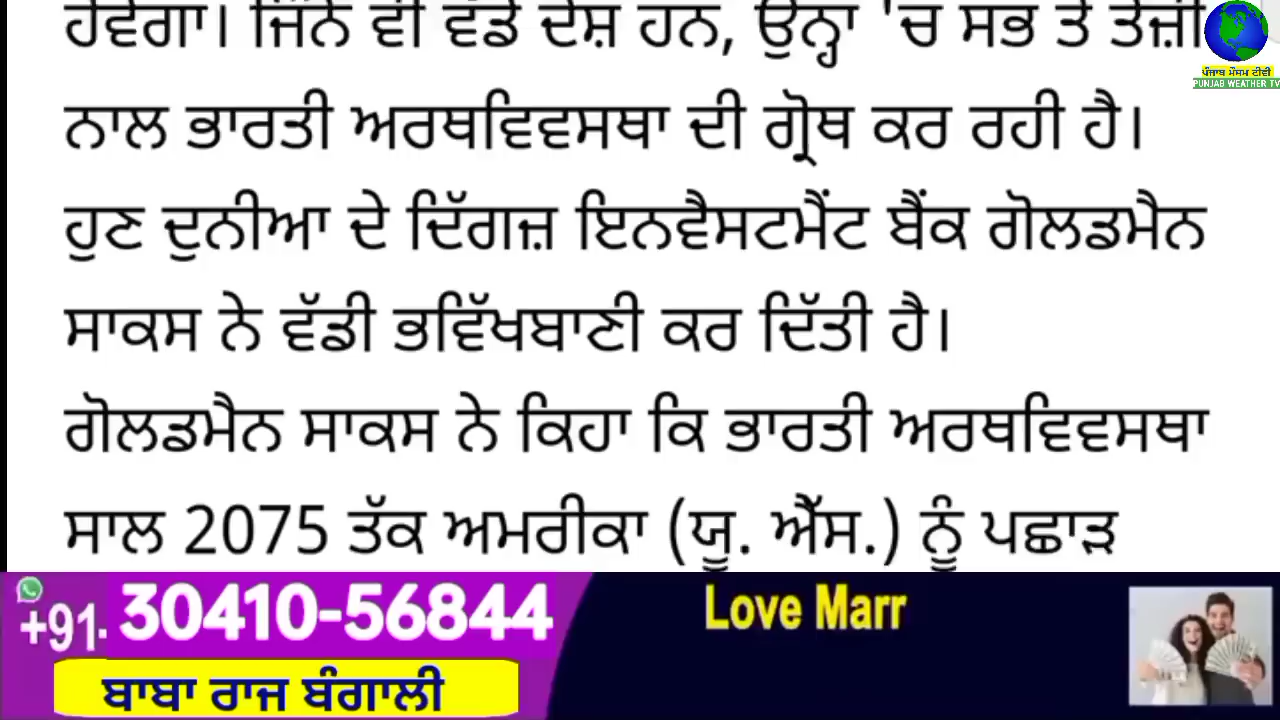 ਹੋਵੇਗਾ। ਜਿੰਨੇ ਵੀ ਵੱਡੇ ਦੇਸ਼ ਹਨ, ਉਨ੍ਹਾਂ 'ਚ ਸਭ ਤੋਂ ਤੇਜ਼ੀ
ਨਾਲ ਭਾਰਤੀ ਅਰਥਵਿਵਸਥਾ ਦੀ ਗ੍ਰੋਥ ਕਰ ਰਹੀ ਹੈ।
ਹੁਣ ਦੁਨੀਆ ਦੇ ਦਿੱਗਜ਼ ਇਨਵੈਸਟਮੈਂਟ ਬੈਂਕ ਗੋਲਡਮੈਨ
ਸਾਕਸ ਨੇ ਵੱਡੀ ਭਵਿੱਖਬਾਣੀ ਕਰ ਦਿੱਤੀ ਹੈ।
ਗੋਲਡਮੈਨ ਸਾਕਸ ਨੇ ਕਿਹਾ ਕਿ ਭਾਰਤੀ ਅਰਥਵਿਵਸਥਾ
ਸਾਲ 2075 ਤੱਕ ਅਮਰੀਕਾ (ਯੂ. ਐੱਸ.) ਨੂੰ ਪਛਾੜ
ਪੰਜਾਬ ਮੌਸਮ ਟੀਵੀ
PUNJAB WEATHER TV
+91- 30410-56844
ਬਾਬਾ ਰਾਜ ਬੰਗਾਲੀ
Love Marr